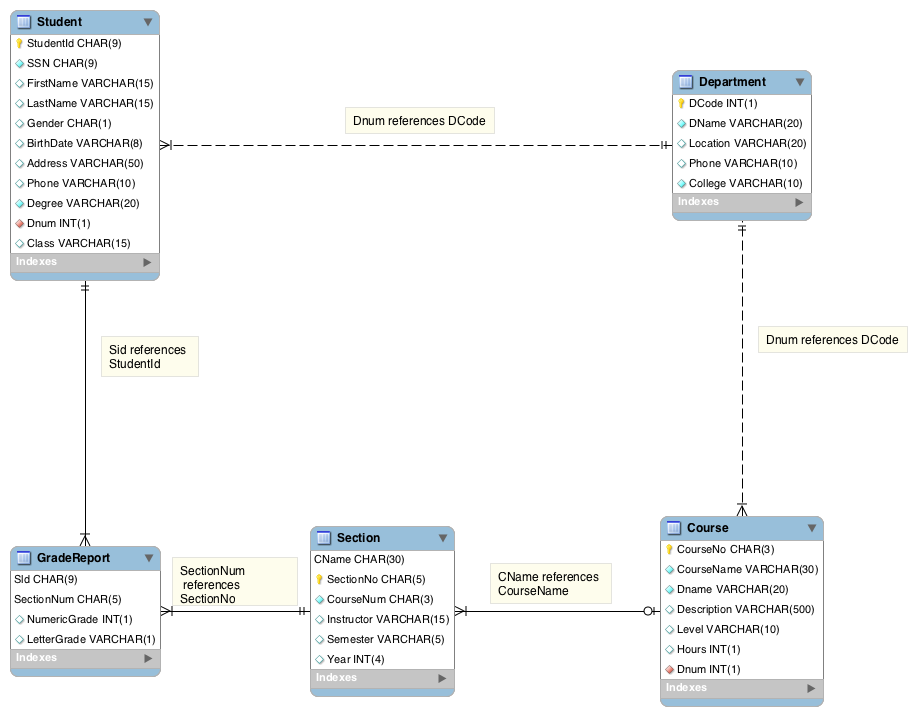 Student
StudentId CHAR(9)
SSN CHAR(9)
FirstName VARCHAR(15)
LastName VARCHAR(15)
Gender CHAR(1)
BirthDate VARCHAR(8)
Address VARCHAR(50)
Phone VARCHAR(10)
Degree VARCHAR(20)
Dnum INT(1)
Class VARCHAR(15)
Indexes
Dnum references DCode
Department
DCode INT(1)
DName VARCHAR(20)
Location VARCHAR(20)
Phone VARCHAR(10)
College VARCHAR(10)
Indexes
Sid references
StudentId
Dnum references DCode
GradeReport
SId CHAR(9)
SectionNum CHAR(5)
NumericGrade INT(1)
LetterGrade VARCHAR(1)
Indexes
SectionNum
references
SectionNo
Section
CName CHAR(30)
SectionNo CHAR(5)
CourseNum CHAR(3)
Instructor VARCHAR(15)
Semester VARCHAR(5)
Year INT(4)
Indexes
CName references
CourseName
Course
CourseNo CHAR(3)
CourseName VARCHAR(30)
Dname VARCHAR(20)
Description VARCHAR(500)
Level VARCHAR(10)
Hours INT(1)
Dnum INT(1)
Indexes